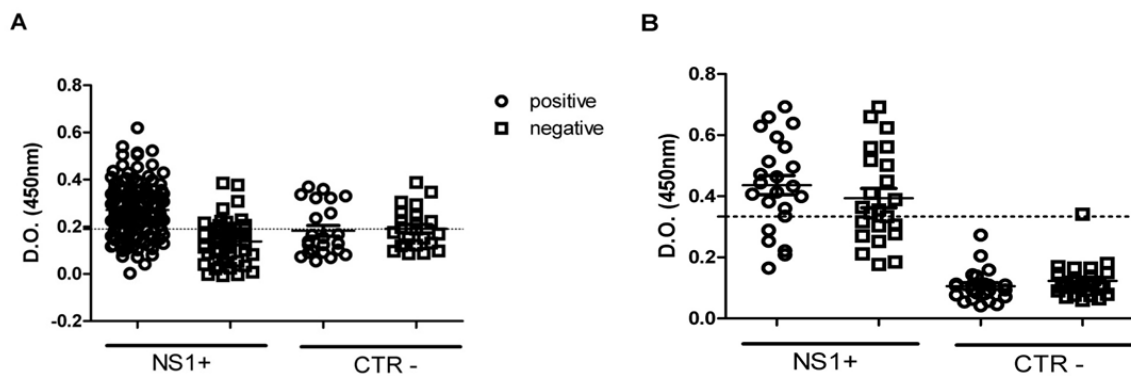 A
D.O. (450nm)
0.8
0.6
0.4
0.2
0.0
-0.2
NS1+
CTR -
positive
negative
B
D.O. (450nm)
0.8
0.6
0.4
0.2
0.0
NS1+
CTR -